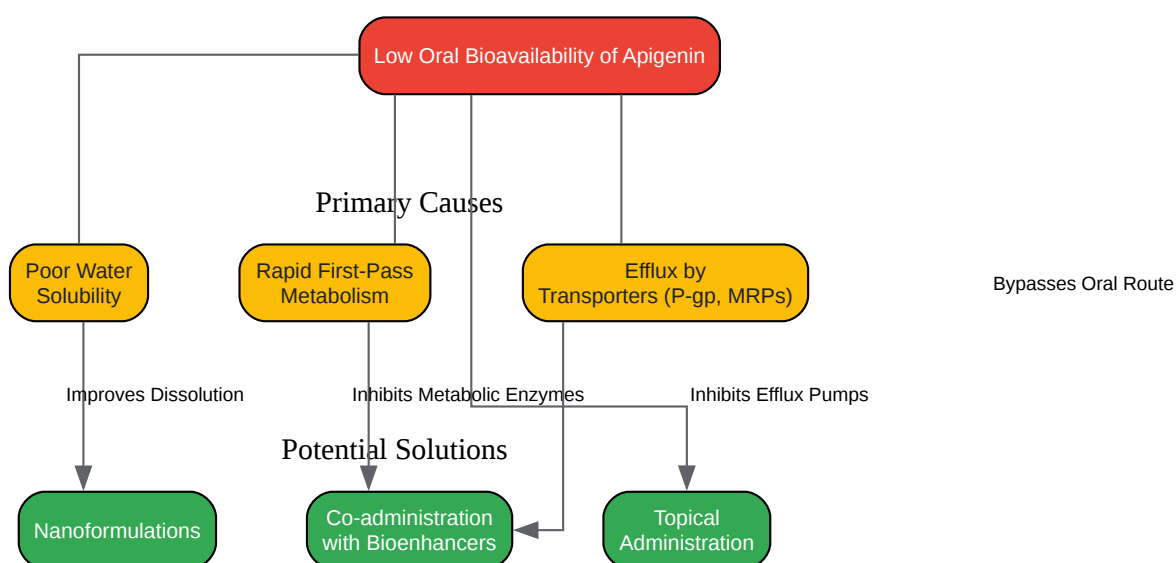 Low Oral Bioavailability of Apigenin
Primary Causes
Poor Water
Solubility
Rapid First-Pass
Metabolism
Efflux by
Transporters (P-gp, MRPs)
Bypasses Oral Route
Improves Dissolution
Inhibits Metabolic Enzymes
Inhibits Efflux Pumps
Potential Solutions
Nanoformulations
Co-administration
with Bioenhancers
Topical
Administration